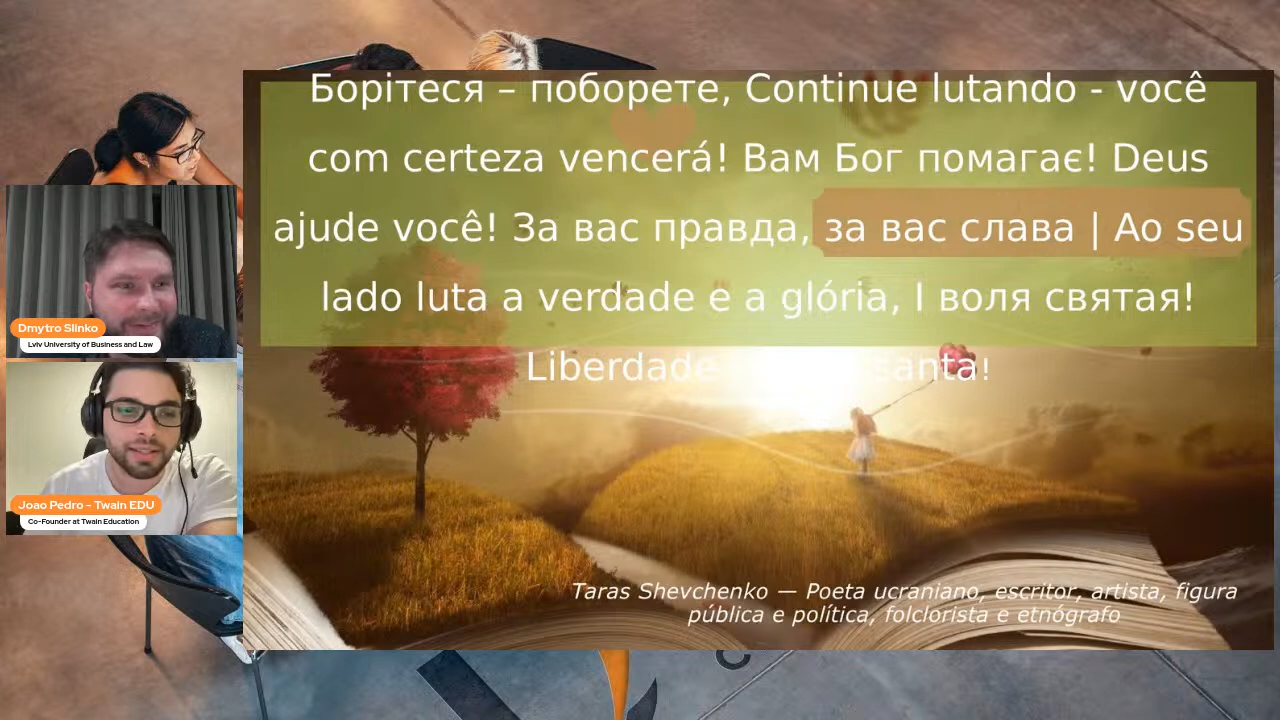 Борітеся – поборете, Continue lutando - você
com certeza vencerá! Вам Бог помагає! Deus
ajude você! За вас правда, за вас слава | Ao seu
lado luta a verdade e a glória, І воля святая!
Liberdade santa!
Taras Shevchenko — Poeta ucraniano, escritor, artista, figura
pública e política, folclorista e etnógrafo
Dmytro Slinko
Lviv University of Business and Law
Joao Pedro - Twain EDU
Co-Founder at Twain Education